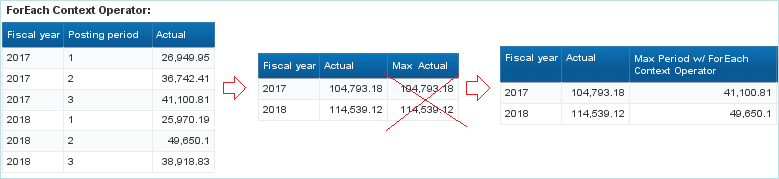 ForEach Context Operator:
Fiscal year Posting period Actual
2017 1 26,949.95
2017 2 36,742.41
2017 3 41,100.81
2018 1 25,970.19
2018 2 49,650.1
2018 3 38,918.83
Fiscal year Actual Max Actual
2017 104,793.18 104,793.18
2018 114,539.12 114,539.12
Fiscal year Actual Max Period w/ ForEach
Context Operator
2017 104,793.18 41,100.81
2018 114,539.12 49,650.1